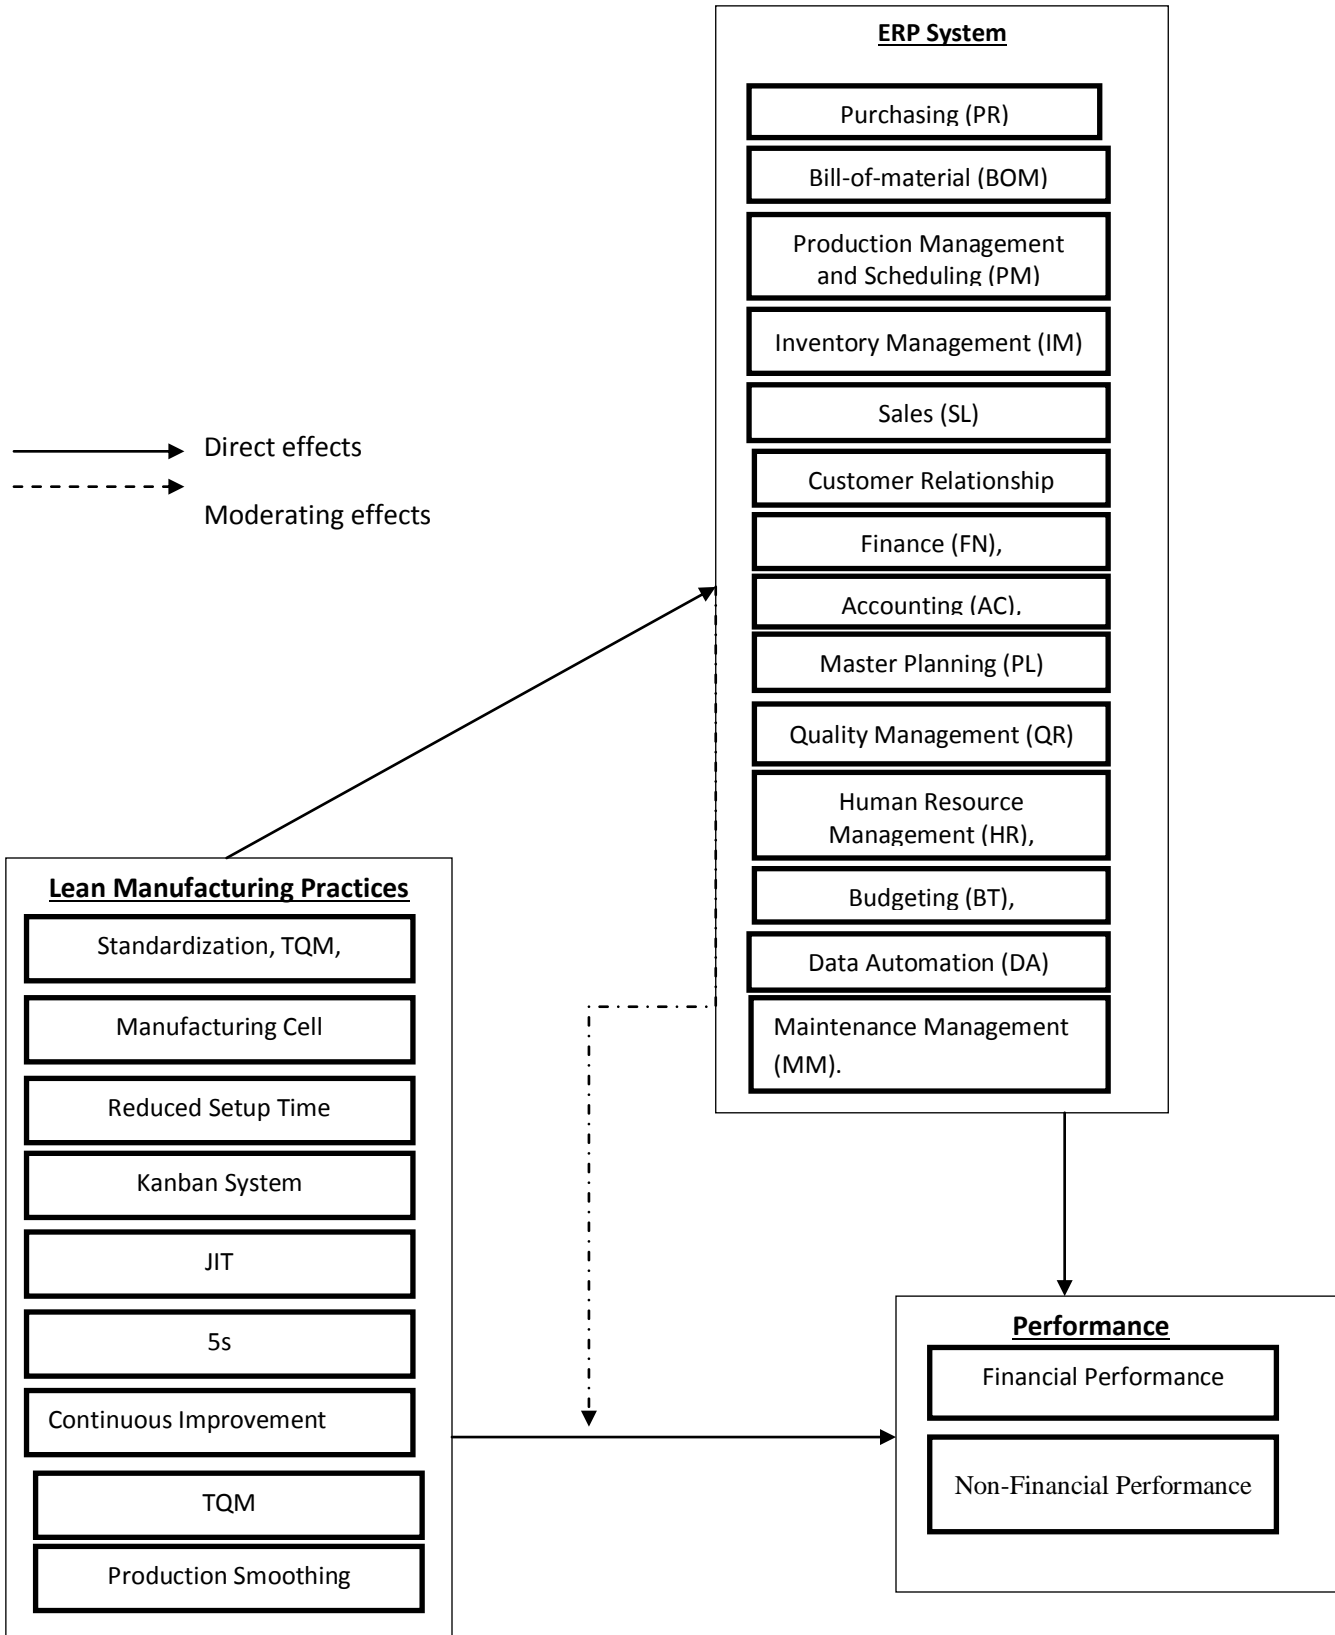 ERP System
Purchasing (PR)
Bill-of-material (BOM)
Production Management
and Scheduling (PM)
Inventory Management (IM)
Sales (SL)
Direct effects
Customer Relationship
Moderating effects
Finance (FN),
Accounting (AC),
Master Planning (PL)
Quality Management (QR)
Human Resource
Management (HR),
Budgeting (BT),
Data Automation (DA)
Maintenance Management
(MM).
Lean Manufacturing Practices
Standardization, TQM,
Manufacturing Cell
Reduced Setup Time
Kanban System
JIT
5s
Continuous Improvement
TQM
Production Smoothing
Performance
Financial Performance
Non-Financial Performance